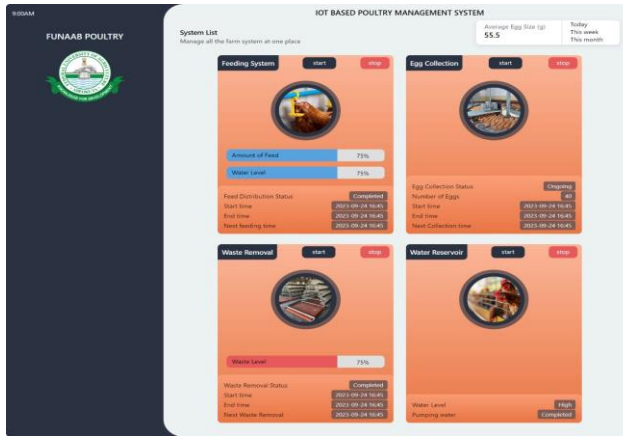 9:00AM
FUNAAB POULTRY
IOT BASED POULTRY MANAGEMENT SYSTEM
System List
Manage all the farm system at one place
Average Egg Size (g)
55.5
Today
This week
This month
Feeding System start stop
Amount of Feed 75%
Water Level 75%
Feed Distribution Status Completed
Start time 2023-09-24 16:45
End time 2023-09-24 16:45
Next feeding time 2023-09-24 16:45
Egg Collection start stop
Egg Collection Status Ongoing
Number of Eggs 40
Start time 2023-09-24 16:45
End time 2023-09-24 16:45
Next Collection time 2023-09-24 16:45
Waste Removal start stop
Waste Level 75%
Waste Removal Status Completed
Start time 2023-09-24 16:45
End time 2023-09-24 16:45
Next Waste Removal 2023-09-24 16:45
Water Reservoir start stop
Water Level High
Pumping water Completed